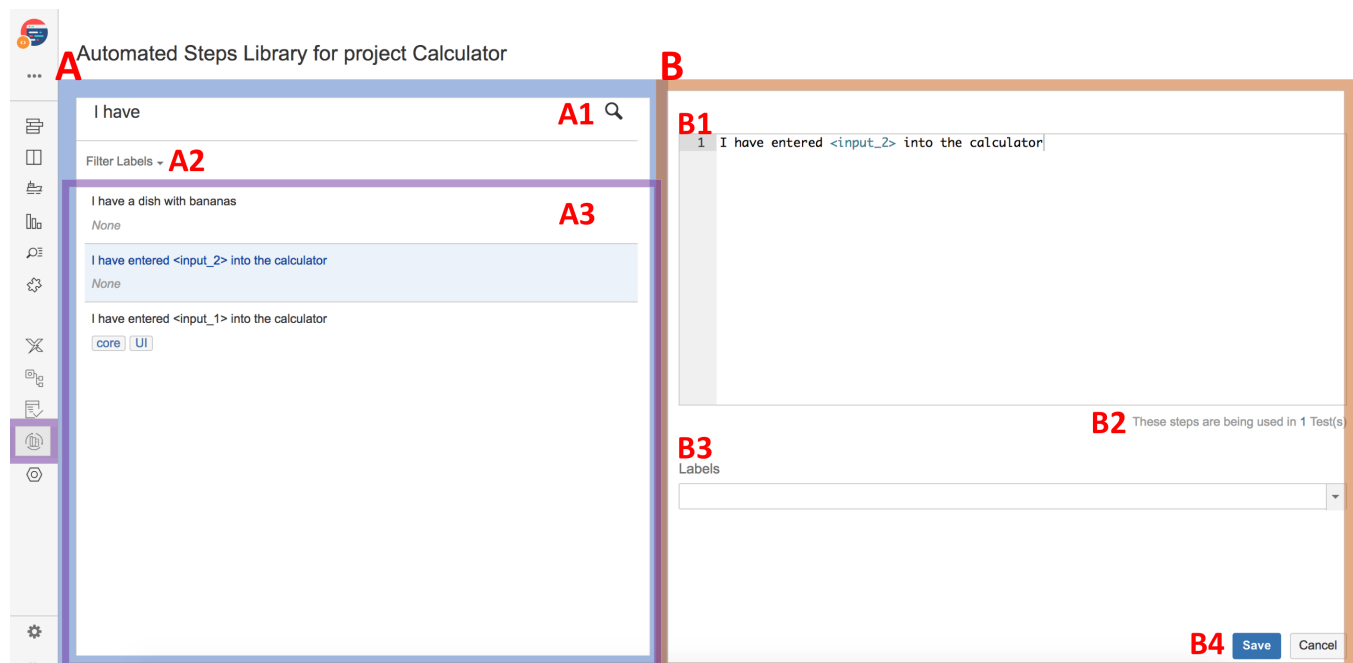 Automated Steps Library for project Calculator
A
B
I have
A1
Filter Labels
A2
A3
I have a dish with bananas
None
I have entered <input_2> into the calculator
None
I have entered <input_1> into the calculator
core UI
B1
1 I have entered <input_2> into the calculator
B2 These steps are being used in 1 Test(s)
B3
Labels
B4 Save Cancel